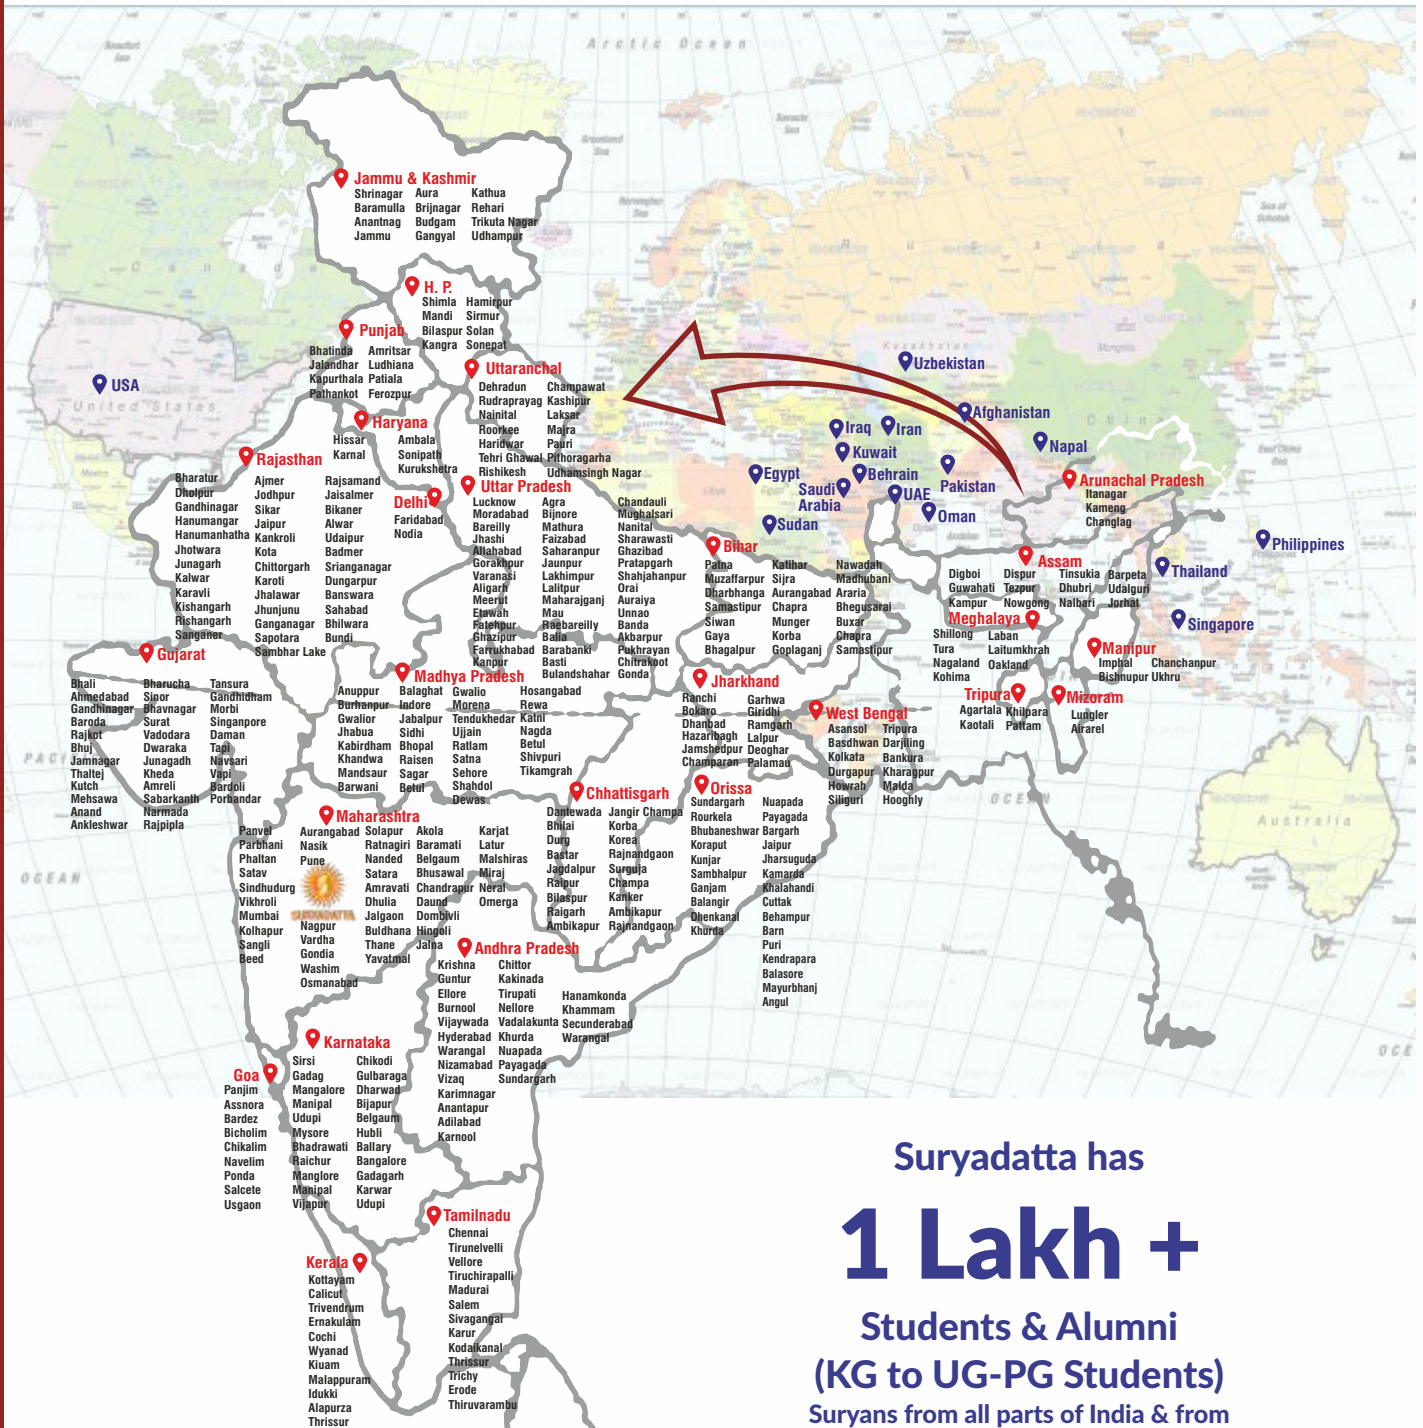 Arctic Ocean
Jammu & Kashmir
Shrinagar Aura Kathua
Baramulla Brijnagar Rehari
Anantnag Budgam Trikuta Nagar
Jammu Gangyal Udhampur
H. P.
Shimla Hamirpur
Mandi Sirmur
Bilaspur Solan
Kangra Sonepat
Punjab
Bhatinda Amritsar
Jalandhar Ludhiana
Kapurthala Patiala
Pathankot Ferozpur
Uttaranchal
Dehradun Champawat
Rudraprayag Kashipur
Nainital Laksar
Roorkee Majra
Haridwar Pauri
Tehri Ghawal Pithoragarha
Rishikesh Udhamsingh Nagar
USA
United States
Haryana
Hissar Ambala
Karnal Sonipath
Kurukshetra
Uzbekistan
Afghanistan
Iraq
Iran
Napal
Kuwait
Egypt
Behrain
Pakistan
Saudi
Arabia
UAE
Oman
Sudan
Philippines
Thailand
Singapore
Rajasthan
Bharatur
Dholpur
Gandhinagar
Hanumangar
Hanumanhatha
Jhotwara
Junagarh
Kalwar
Karavli
Kishangarh
Rishangarh
Sanganer
Ajmer Rajsamand
Jodhpur Jaisalmer
Sikar Bikaner
Jaipur Alwar
Kankroli Udaipur
Kota Badmer
Chittorgarh Srianganagar
Karoti Dungarpur
Jhalawar Banswara
Jhunjunu Sahabad
Ganganagar Bhilwara
Sapotara Bundi
Sambhar Lake
Delhi
Faridabad
Nodia
Uttar Pradesh
Lucknow Agra Chandauli
Moradabad Bijnore Mughalsari
Bareilly Mathura Nanital
Jhashi Faizabad Sharawasti
Allahabad Saharanpur Ghazibad
Gorakhpur Jaunpur Pratapgarh
Varanasi Lakhimpur Shahjahanpur
Aligarh Lalitpur Orai
Meerut Maharajganj Auraiya
Etawah Mau Unnao
Fatehpur Raebareilly Banda
Ghazipur Balia Akbarpur
Farrukhabad Barabanki Pukhrayan
Kanpur Basti Chitrakoot
Bulandshahar Gonda
Bihar
Patna Katihar Nawadah
Muzaffarpur Sijra Madhubani
Dharbhanga Aurangabad Araria
Samastipur Chapra Bhegusarai
Siwan Munger Buxar
Gaya Korba Chapra
Bhagalpur Goplaganj Samastipur
Arunachal Pradesh
Itanagar
Kameng
Changlag
Assam
Digboi Dispur Tinsukia Barpeta
Guwahati Tezpur Dhubri Udalguri
Kampur Nowgong Nalbari Jorhat
Meghalaya
Shillong Laban
Tura Laitumkhrah
Nagaland Oakland
Kohima
Manipur
Imphal Chanchanpur
Bishnupur Ukhru
Tripura
Agartala Khilpara
Kaotali Pattam
Mizoram
Lungler
Airarel
Gujarat
Bhali Bharucha Tansura
Ahmedabad Sinor Gandhidham
Gandhinagar Bhavnagar Morbi
Baroda Surat Singanpore
Rajkot Vadodara Daman
Bhuj Dwaraka Tapi
Jamnagar Junagadh Navsari
Thaltej Kheda Vapi
Kutch Amreli Bardoli
Mehsawa Sabarkanth Porbandar
Anand Narmada
Ankleshwar Rajpipla
Madhya Pradesh
Anuppur Balaghat Gwalio Hosangabad
Burhanpur Indore Morena Rewa
Gwalior Jabalpur Tendukhedar Katni
Jhabua Sidhi Ujjain Nagda
Kabirdham Bhopal Ratlam Betul
Khandwa Raisen Satna Shivpuri
Mandsaur Sagar Sehore Tikamgrah
Barwani Betul Shahdol
Dewas
Jharkhand
Ranchi Garhwa
Bokaro Giridhi
Dhanbad Ramgarh
Hazaribagh Lalpur
Jamshedpur Deoghar
Champaran Palamau
West Bengal
Asansol Tripura
Basdhwan Darjiling
Kolkata Bankura
Durgapur Kharagpur
Howrah Malda
Siliguri Hooghly
Chhattisgarh
Dantewada Jangir Champa
Bhilai Korba
Durg Korea
Bastar Rajnandgaon
Jagdalpur Surguja
Raipur Champa
Bilaspur Kanker
Raigarh Ambikapur
Ambikapur Rajnandgaon
Orissa
Sundargarh Nuapada
Rourkela Payagada
Bhubaneshwar Bargarh
Koraput Jaipur
Kunjar Jharsuguda
Sambhalpur Kamarda
Ganjam Khalahandi
Balangir Cuttak
Dhenkanal Behampur
Khurda Barn
Puri
Kendrapara
Balasore
Mayurbhanj
Angul
Maharashtra
Panvel
Parbhani
Phaltan
Satav
Sindhudurg
Vikhroli
Mumbai
Kolhapur
Sangli
Beed
Aurangabad
Nasik
Pune
SURYADATTA
Nagpur
Vardha
Gondia
Washim
Osmanabad
Solapur Akola Karjat
Ratnagiri Baramati Latur
Nanded Belgaum Malshiras
Satara Bhusawal Miraj
Amravati Chandrapur Neral
Dhulia Daund Omerga
Jalgaon Dombivli
Buldhana Hingoli
Thane Jalna
Yavatmal
Andhra Pradesh
Krishna Chittor
Guntur Kakinada
Ellore Tirupati Hanamkonda
Burnool Nellore Khammam
Vijaywada Vadalakunta Secunderabad
Hyderabad Khurda Warangal
Warangal Nuapada
Nizamabad Payagada
Vizaq Sundargarh
Karimnagar
Anantapur
Adilabad
Karnool
Karnataka
Sirsi Chikodi
Gadag Gulbaraga
Mangalore Dharwad
Manipal Bijapur
Udupi Belgaum
Mysore Hubli
Bhadrawati Ballary
Raichur Bangalore
Manglore Gadagarh
Manipal Karwar
Vijapur Udupi
Goa
Panjim
Assnora
Bardez
Bicholim
Chikalim
Navelim
Ponda
Salcete
Usgaon
Tamilnadu
Chennai
Tirunelvelli
Vellore
Tiruchirapalli
Madurai
Salem
Sivagangai
Karur
Kodaikanal
Thrissur
Trichy
Erode
Thiruvarambu
Kerala
Kottayam
Calicut
Trivendrum
Ernakulam
Cochi
Wyanad
Kiuam
Malappuram
Idukki
Alapurza
Thrissur
Australia
OCEAN
OCEAN
Suryadatta has
1 Lakh +
Students & Alumni
(KG to UG-PG Students)
Suryans from all parts of India & from